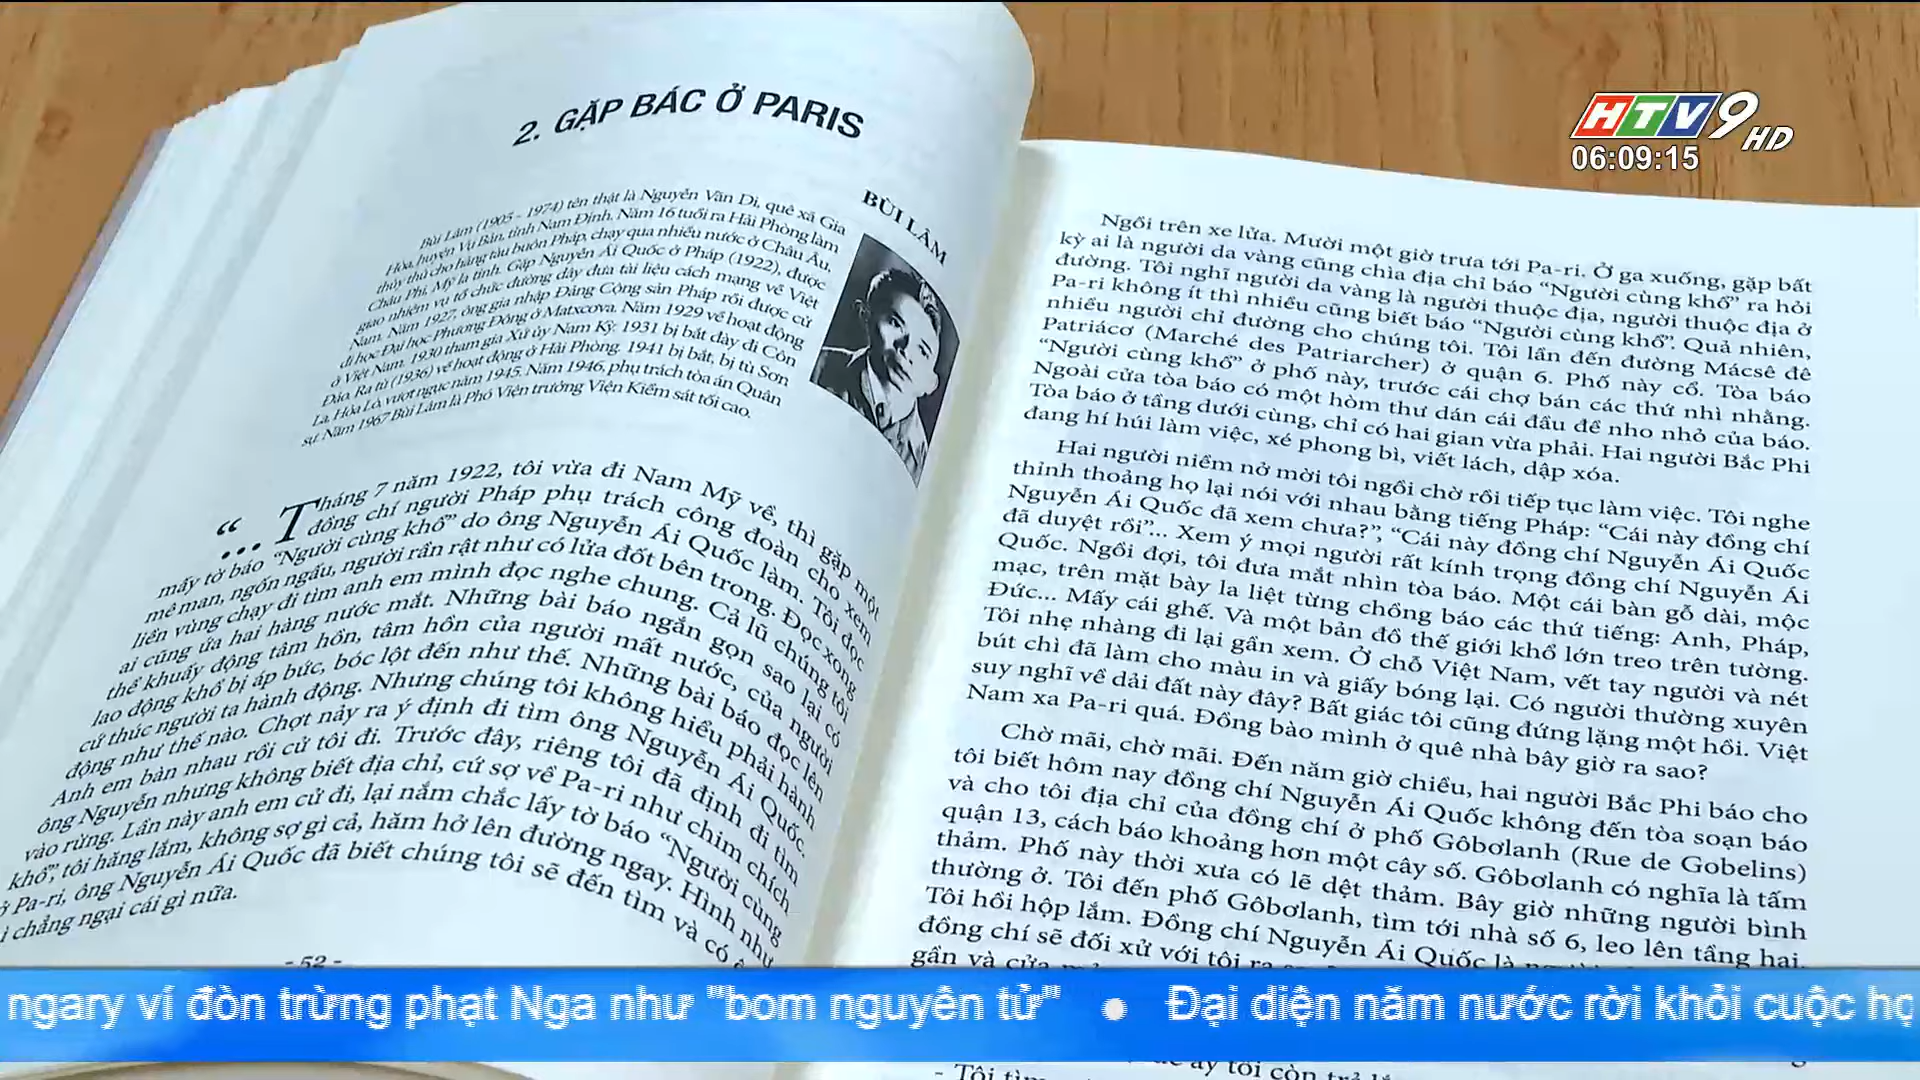 2. GẶP BÁC Ở PARIS
BÙI LÂM
Bùi Lâm (1905 - 1974) tên thật là Nguyễn Văn Di, quê xã Gia
Hòa, huyện Vụ Bản, tỉnh Nam Định. Năm 16 tuổi ra Hải Phòng làm
thủy thủ cho hãng tàu buôn Pháp, chạy qua nhiều nước ở Châu Âu,
Châu Phi, Mỹ la tinh. Gặp Nguyễn Ái Quốc ở Pháp (1922), được
giao nhiệm vụ tổ chức đường dây đưa tài liệu cách mạng về Việt
Nam. Năm 1927, ông gia nhập Đảng Cộng sản Pháp rồi được cử
đi học Đại học Phương Đông ở Matxcơva. Năm 1929 về hoạt động
ở Việt Nam. 1930 tham gia Xứ ủy Nam Kỳ. 1931 bị bắt đày đi Côn
Đảo. Ra tù (1936) về hoạt động ở Hải Phòng. 1941 bị bắt, bị tù Sơn
La, Hỏa Lò, vượt ngục năm 1945. Năm 1946, phụ trách tòa án Quân
sự. Năm 1967 Bùi Lâm là Phó Viện trưởng Viện Kiểm sát tối cao.
“... Tháng 7 năm 1922, tôi vừa đi Nam Mỹ về, thì gặp một
đồng chí người Pháp phụ trách công đoàn cho xem
mấy tờ báo “Người cùng khổ” do ông Nguyễn Ái Quốc làm. Tôi đọc
mê man, ngốn ngấu, người rần rật như có lửa đốt bên trong. Đọc xong
liền vùng chạy đi tìm anh em mình đọc nghe chung. Cả lũ chúng tôi
ai cũng ứa hai hàng nước mắt. Những bài báo ngắn gọn sao lại có
thể khuấy động tâm hồn, tâm hồn của người mất nước, của người
lao động khổ bị áp bức, bóc lột đến như thế. Những bài báo đọc lên
cứ thúc người ta hành động. Nhưng chúng tôi không hiểu phải hành
động như thế nào. Chợt nảy ra ý định đi tìm ông Nguyễn Ái Quốc.
Anh em bàn nhau rồi cử tôi đi. Trước đây, riêng tôi đã định đi tìm
ông Nguyễn nhưng không biết địa chỉ, cứ sợ về Pa-ri như chim chích
vào rừng. Lần này anh em cử đi, lại nắm chắc lấy tờ báo “Người cùng
khổ”, tôi hăng lắm, không sợ gì cả, hăm hở lên đường ngay. Hình như
ở Pa-ri, ông Nguyễn Ái Quốc đã biết chúng tôi sẽ đến tìm và có
chẳng ngại cái gì nữa.
- 52 -
Ngồi trên xe lửa. Mười một giờ trưa tới Pa-ri. Ở ga xuống, gặp bất
kỳ ai là người da vàng cũng chìa địa chỉ báo “Người cùng khổ” ra hỏi
đường. Tôi nghĩ người da vàng là người thuộc địa, người thuộc địa ở
Pa-ri không ít thì nhiều cũng biết báo “Người cùng khổ”. Quả nhiên,
nhiều người chỉ đường cho chúng tôi. Tôi lần đến đường Mácsê đê
Patriácơ (Marché des Patriarcher) ở quận 6. Phố này cổ. Tòa báo
“Người cùng khổ” ở phố này, trước cái chợ bán các thứ nhì nhằng.
Ngoài cửa tòa báo có một hòm thư dán cái đầu đề nho nhỏ của báo.
Tòa báo ở tầng dưới cùng, chỉ có hai gian vừa phải. Hai người Bắc Phi
đang hí húi làm việc, xé phong bì, viết lách, dập xóa.
Hai người niềm nở mời tôi ngồi chờ rồi tiếp tục làm việc. Tôi nghe
thỉnh thoảng họ lại nói với nhau bằng tiếng Pháp: “Cái này đồng chí
Nguyễn Ái Quốc đã xem chưa?”, “Cái này đồng chí Nguyễn Ái Quốc
đã duyệt rồi”... Xem ý mọi người rất kính trọng đồng chí Nguyễn Ái
Quốc. Ngồi đợi, tôi đưa mắt nhìn tòa báo. Một cái bàn gỗ dài, mộc
mạc, trên mặt bày la liệt từng chồng báo các thứ tiếng: Anh, Pháp,
Đức... Mấy cái ghế. Và một bản đồ thế giới khổ lớn treo trên tường.
Tôi nhẹ nhàng đi lại gần xem. Ở chỗ Việt Nam, vết tay người và nét
bút chì đã làm cho màu in và giấy bóng lại. Có người thường xuyên
suy nghĩ về dải đất này đây? Bất giác tôi cũng đứng lặng một hồi. Việt
Nam xa Pa-ri quá. Đồng bào mình ở quê nhà bây giờ ra sao?
Chờ mãi, chờ mãi. Đến năm giờ chiều, hai người Bắc Phi báo cho
tôi biết hôm nay đồng chí Nguyễn Ái Quốc không đến tòa soạn báo
và cho tôi địa chỉ của đồng chí ở phố Gôbơlanh (Rue de Gobelins)
quận 13, cách báo khoảng hơn một cây số. Gôbơlanh có nghĩa là tấm
thảm. Phố này thời xưa có lẽ dệt thảm. Bây giờ những người bình
thường ở. Tôi đến phố Gôbơlanh, tìm tới nhà số 6, leo lên tầng hai.
Tôi hồi hộp lắm. Đồng chí Nguyễn Ái Quốc là
đồng chí sẽ đối xử với tôi ra
gần và cửa
ấy tôi còn trẻ
- Tôi tìm
HTV9 HD
06:09:15
ngary ví đòn trừng phạt Nga như "bom nguyên tử" ● Đại diện năm nước rời khỏi cuộc họ